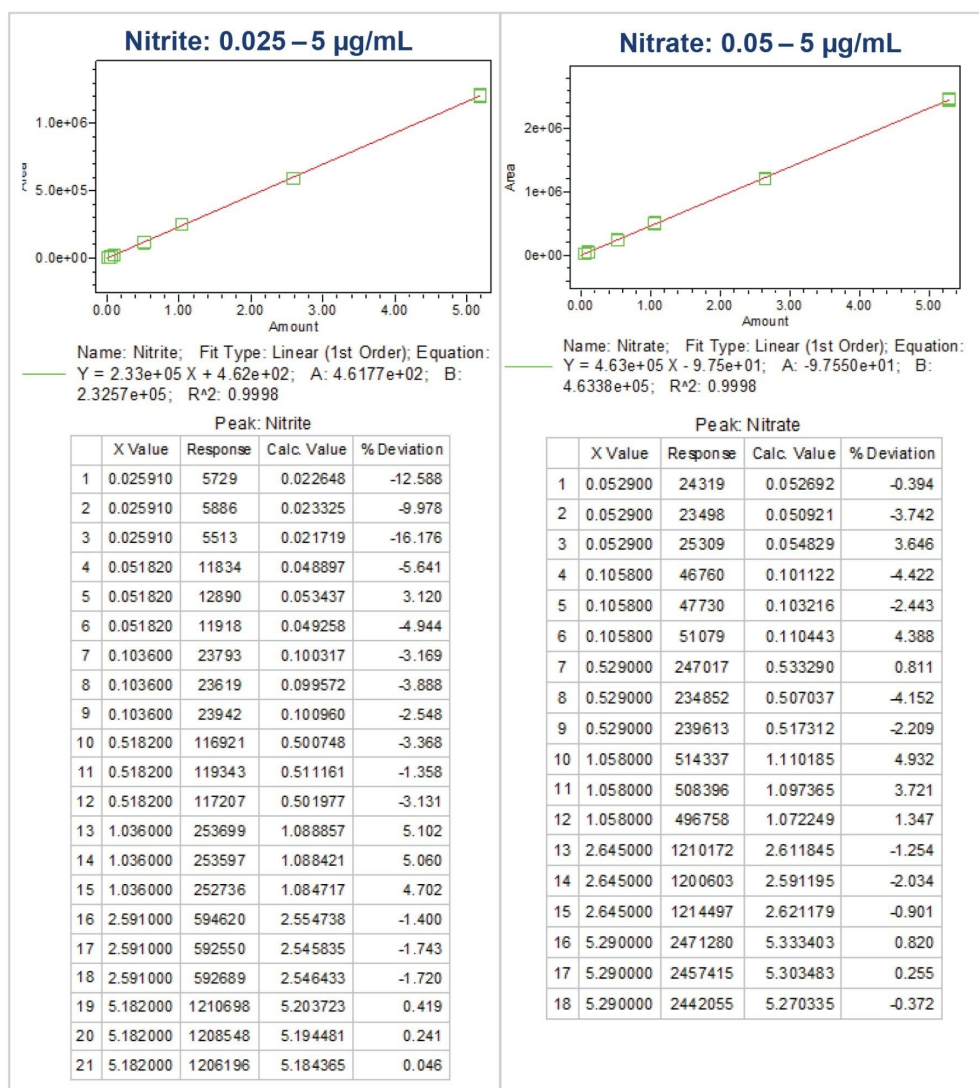 Nitrite: 0.025 – 5 µg/mL
1.0e+06
5.0e+05
0.0e+00
Area
0.00 1.00 2.00 3.00 4.00 5.00
Amount
Name: Nitrite; Fit Type: Linear (1st Order); Equation:
Y = 2.33e+05 X + 4.62e+02; A: 4.6177e+02; B:
2.3257e+05; R^2: 0.9998
Peak: Nitrite
X Value Response Calc. Value % Deviation
1 0.025910 5729 0.022648 -12.588
2 0.025910 5886 0.023325 -9.978
3 0.025910 5513 0.021719 -16.176
4 0.051820 11834 0.048897 -5.641
5 0.051820 12890 0.053437 3.120
6 0.051820 11918 0.049258 -4.944
7 0.103600 23793 0.100317 -3.169
8 0.103600 23619 0.099572 -3.888
9 0.103600 23942 0.100960 -2.548
10 0.518200 116921 0.500748 -3.368
11 0.518200 119343 0.511161 -1.358
12 0.518200 117207 0.501977 -3.131
13 1.036000 253699 1.088857 5.102
14 1.036000 253597 1.088421 5.060
15 1.036000 252736 1.084717 4.702
16 2.591000 594620 2.554738 -1.400
17 2.591000 592550 2.545835 -1.743
18 2.591000 592689 2.546433 -1.720
19 5.182000 1210698 5.203723 0.419
20 5.182000 1208548 5.194481 0.241
21 5.182000 1206196 5.184365 0.046
Nitrate: 0.05 – 5 µg/mL
2e+06
1e+06
0e+00
Area
0.00 1.00 2.00 3.00 4.00 5.00
Amount
Name: Nitrate; Fit Type: Linear (1st Order); Equation:
Y = 4.63e+05 X - 9.75e+01; A: -9.7550e+01; B:
4.6338e+05; R^2: 0.9998
Peak: Nitrate
X Value Response Calc. Value % Deviation
1 0.052900 24319 0.052692 -0.394
2 0.052900 23498 0.050921 -3.742
3 0.052900 25309 0.054829 3.646
4 0.105800 46760 0.101122 -4.422
5 0.105800 47730 0.103216 -2.443
6 0.105800 51079 0.110443 4.388
7 0.529000 247017 0.533290 0.811
8 0.529000 234852 0.507037 -4.152
9 0.529000 239613 0.517312 -2.209
10 1.058000 514337 1.110185 4.932
11 1.058000 508396 1.097365 3.721
12 1.058000 496758 1.072249 1.347
13 2.645000 1210172 2.611845 -1.254
14 2.645000 1200603 2.591195 -2.034
15 2.645000 1214497 2.621179 -0.901
16 5.290000 2471280 5.333403 0.820
17 5.290000 2457415 5.303483 0.255
18 5.290000 2442055 5.270335 -0.372